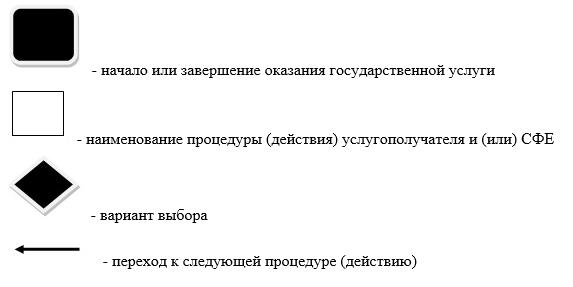 - начало или завершение оказания государственной услуги
- наименование процедуры (действия) услугополучателя и (или) СФЕ
- вариант выбора
- переход к следующей процедуре (действию)